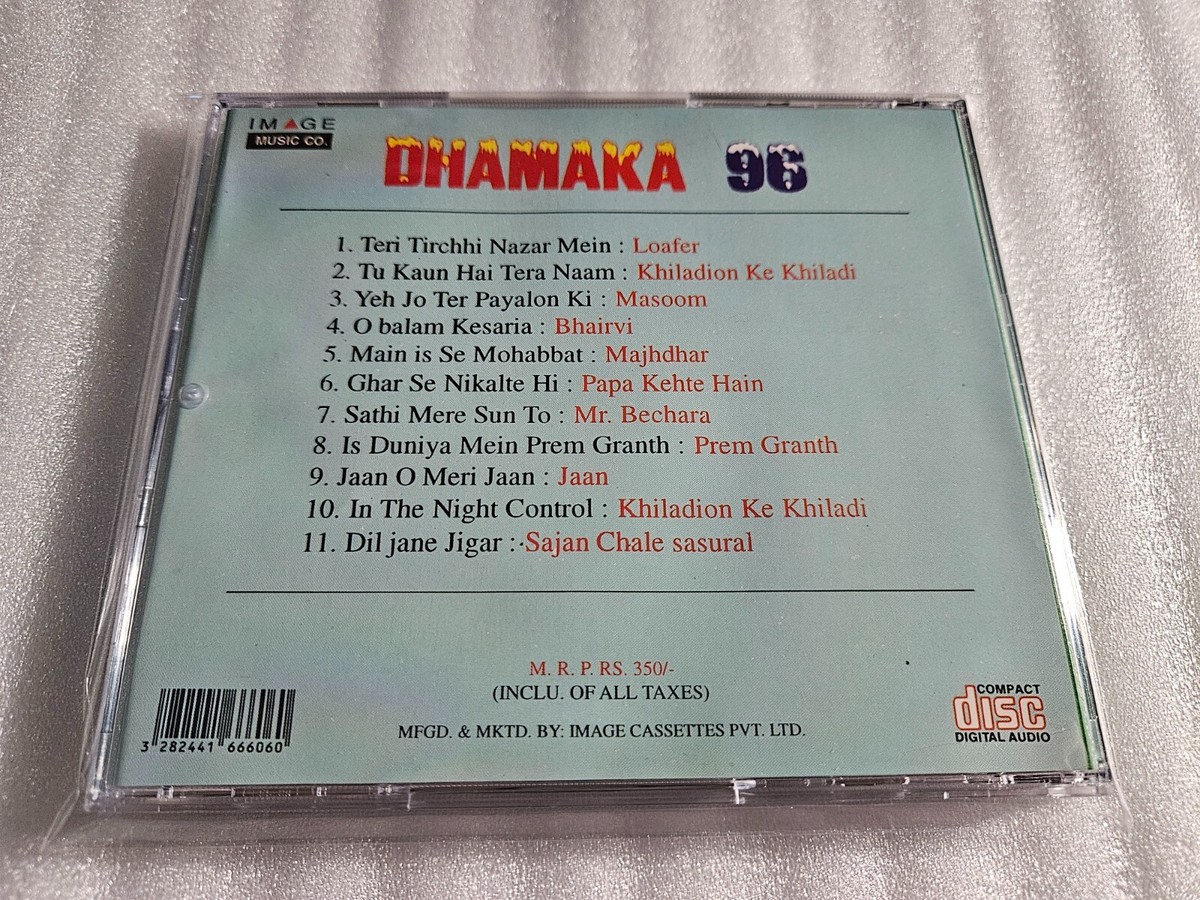 IMAGE
MUSIC CO.
DHAMAKA 96
1. Teri Tirchhi Nazar Mein : Loafer
2. Tu Kaun Hai Tera Naam : Khiladion Ke Khiladi
3. Yeh Jo Ter Payalon Ki : Masoom
4. O balam Kesaria : Bhairvi
5. Main is Se Mohabbat : Majhdhar
6. Ghar Se Nikalte Hi : Papa Kehte Hain
7. Sathi Mere Sun To : Mr. Bechara
8. Is Duniya Mein Prem Granth : Prem Granth
9. Jaan O Meri Jaan : Jaan
10. In The Night Control : Khiladion Ke Khiladi
11. Dil jane Jigar : Sajan Chale sasural
M. R. P. RS. 350/-
(INCLU. OF ALL TAXES)
MFGD. & MKTD. BY: IMAGE CASSETTES PVT. LTD.
3 282441 666060
COMPACT
disc
DIGITAL AUDIO